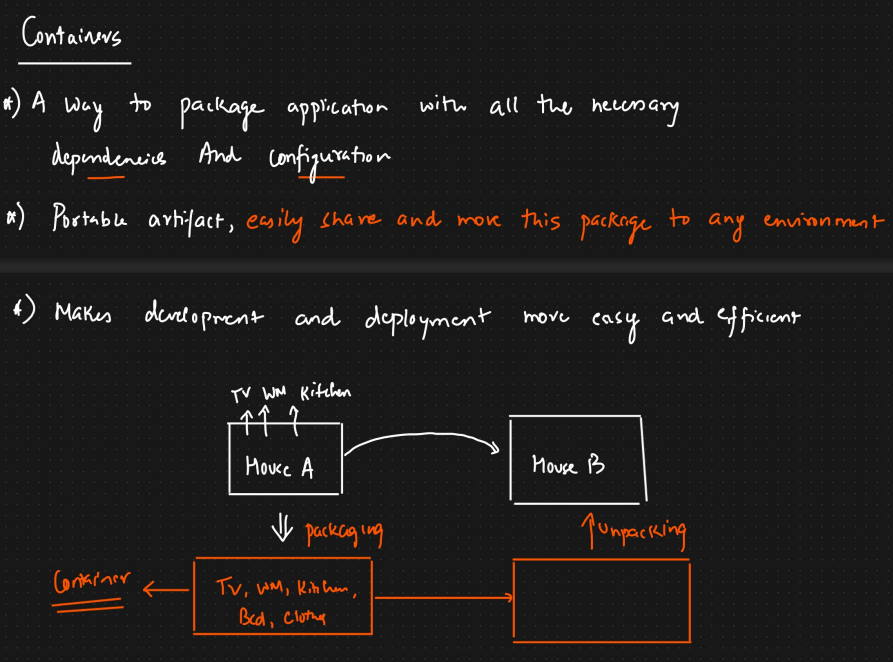 Containers
*) A way to package application with all the necessary
dependencies And configuration
*) Portable artifact, easily share and move this package to any environment
*) Makes development and deployment more easy and efficient
TV WM Kitchen
House A
House B
packaging
Unpacking
Container
TV, WM, Kitchen,
Bed, Clothes